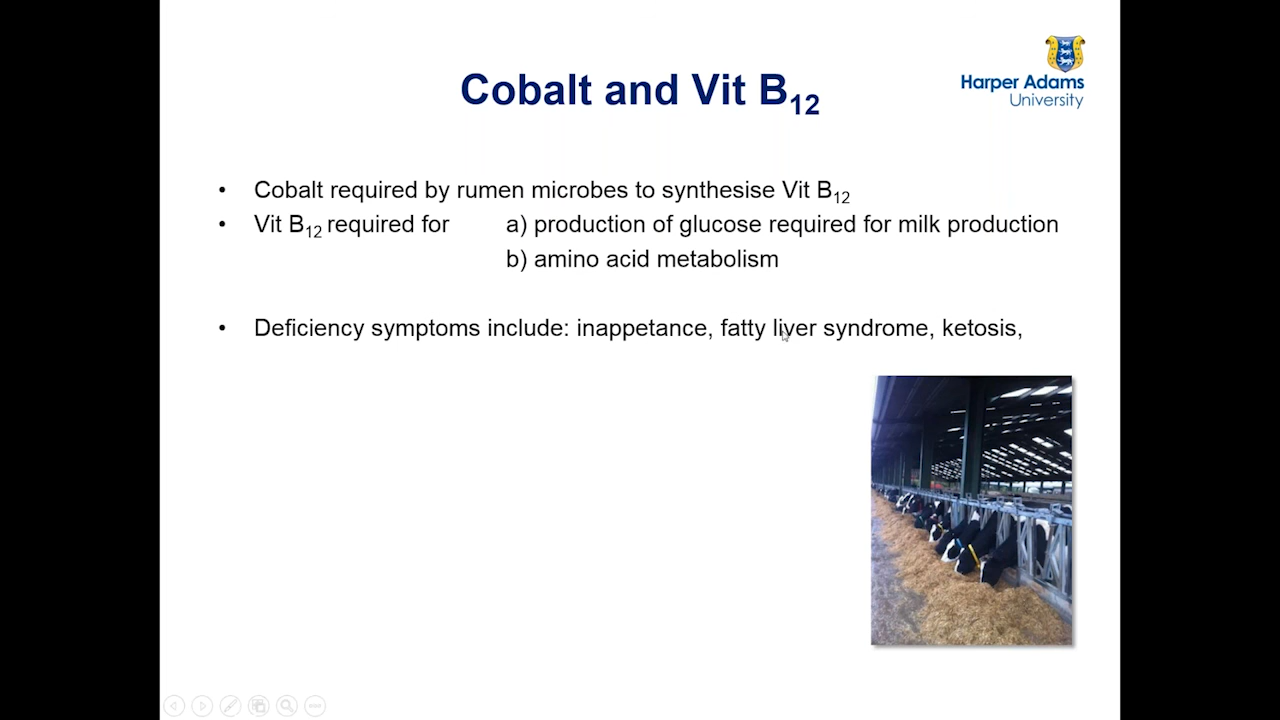 Cobalt and Vit B12
Harper Adams
University
• Cobalt required by rumen microbes to synthesise Vit B12
• Vit B12 required for a) production of glucose required for milk production
b) amino acid metabolism
• Deficiency symptoms include: inappetance, fatty liver syndrome, ketosis,